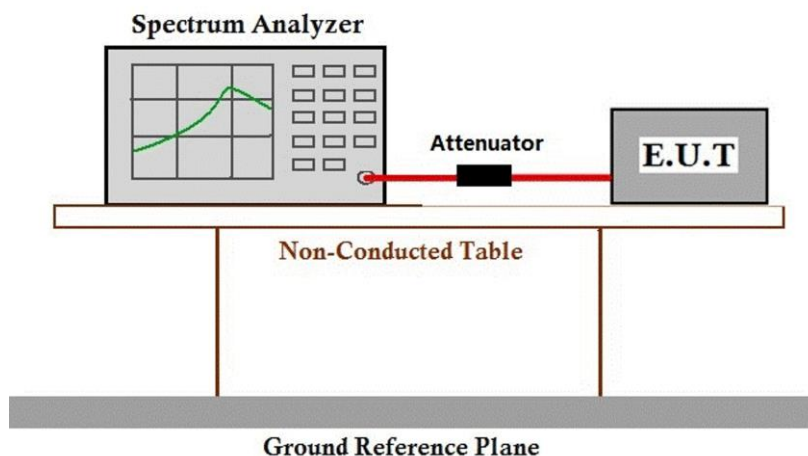 Spectrum Analyzer
Attenuator
E.U.T
Non-Conducted Table
Ground Reference Plane